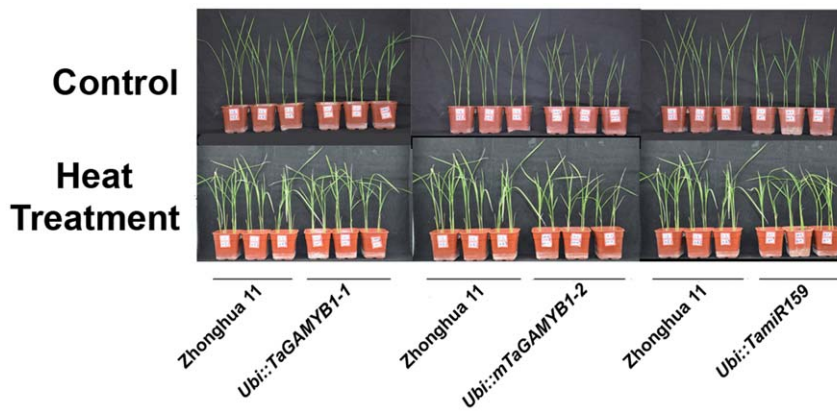 Control
Heat
Treatment
Zhonghua 11
Ubi::TaGAMYB1-1
Zhonghua 11
Ubi::mTaGAMYB1-2
Zhonghua 11
Ubi::TamiR159